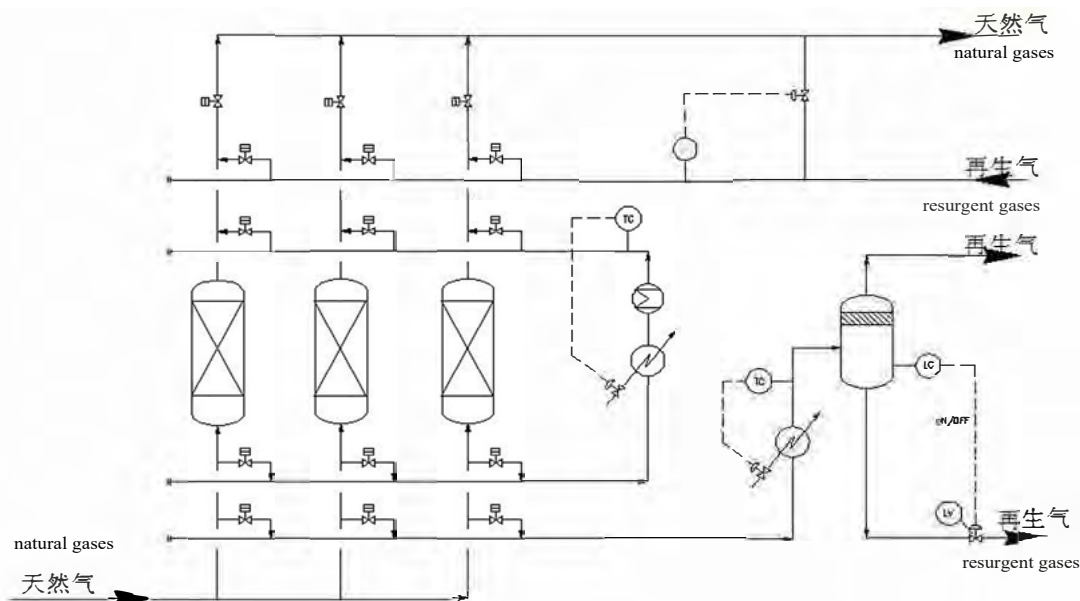 天然气
natural gases
再生气
resurgent gases
再生气
TC
LC
TC
ON/OFF
LV
再生气
resurgent gases
natural gases
天然气